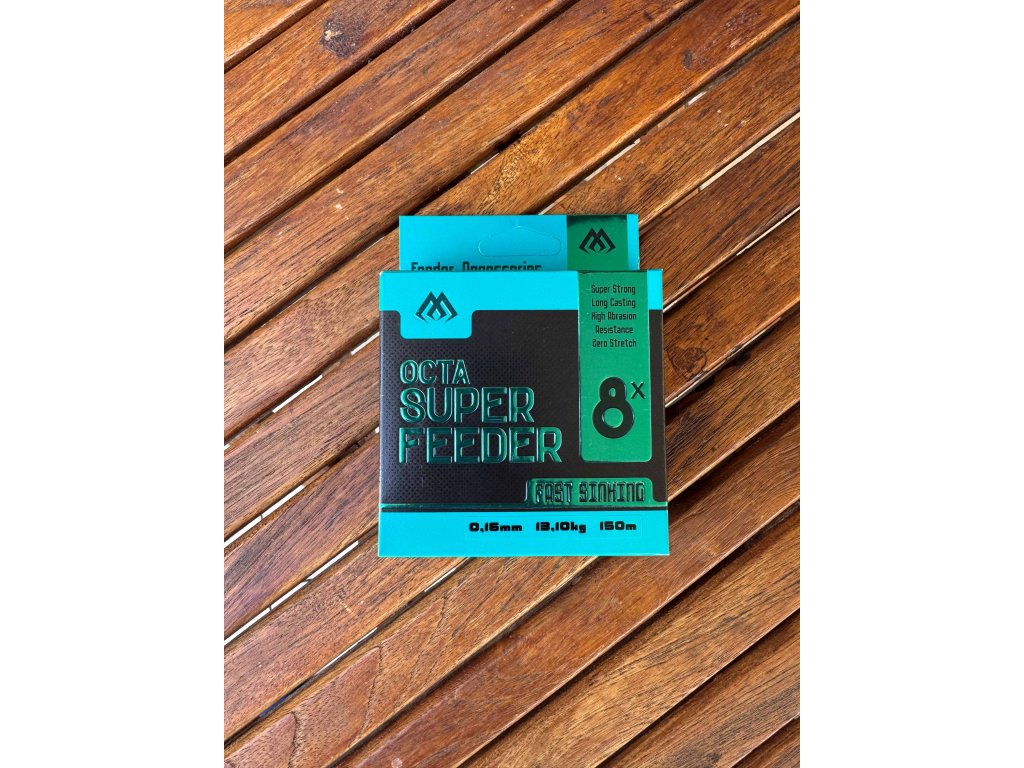 Feeder Accessories
Super Strong
Long Casting
High Abrasion
Resistance
Zero Stretch
8x
OCTA
SUPER
FEEDER
FAST SINKING
0,16mm 13,10kg 150m